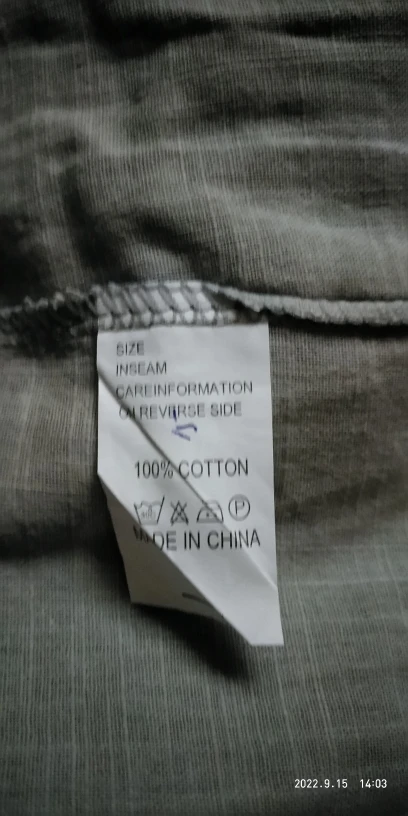 SIZE
INSEAM
CAREINFORMATION
ON REVERSE SIDE
100% COTTON
P
MADE IN CHINA
2022.9.15 14:03